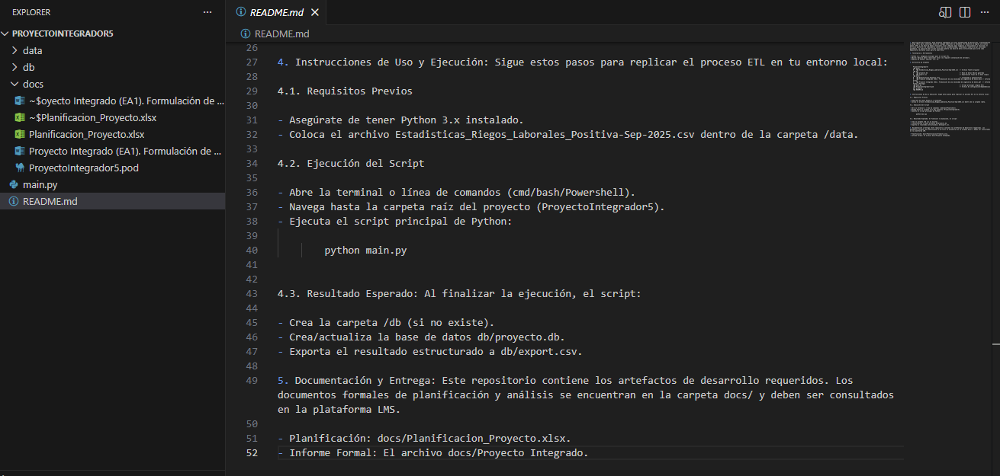 EXPLORER
···
PROYECTOINTEGRADOR5
data
db
docs
~$oyecto Integrado (EA1). Formulación de ...
~$Planificacion_Proyecto.xlsx
Planificacion_Proyecto.xlsx
Proyecto Integrado (EA1). Formulación de ...
ProyectoIntegrador5.pod
main.py
README.md
README.md
···
README.md
26
27 4. Instrucciones de Uso y Ejecución: Sigue estos pasos para replicar el proceso ETL en tu entorno local:
28
29 4.1. Requisitos Previos
30
31 - Asegúrate de tener Python 3.x instalado.
32 - Coloca el archivo Estadisticas_Riegos_Laborales_Positiva-Sep-2025.csv dentro de la carpeta /data.
33
34 4.2. Ejecución del Script
35
36 - Abre la terminal o línea de comandos (cmd/bash/Powershell).
37 - Navega hasta la carpeta raíz del proyecto (ProyectoIntegrador5).
38 - Ejecuta el script principal de Python:
39
40 python main.py
41
42
43 4.3. Resultado Esperado: Al finalizar la ejecución, el script:
44
45 - Crea la carpeta /db (si no existe).
46 - Crea/actualiza la base de datos db/proyecto.db.
47 - Exporta el resultado estructurado a db/export.csv.
48
49 5. Documentación y Entrega: Este repositorio contiene los artefactos de desarrollo requeridos. Los
documentos formales de planificación y análisis se encuentran en la carpeta docs/ y deben ser consultados
en la plataforma LMS.
50
51 - Planificación: docs/Planificacion_Proyecto.xlsx.
52 - Informe Formal: El archivo docs/Proyecto Integrado.